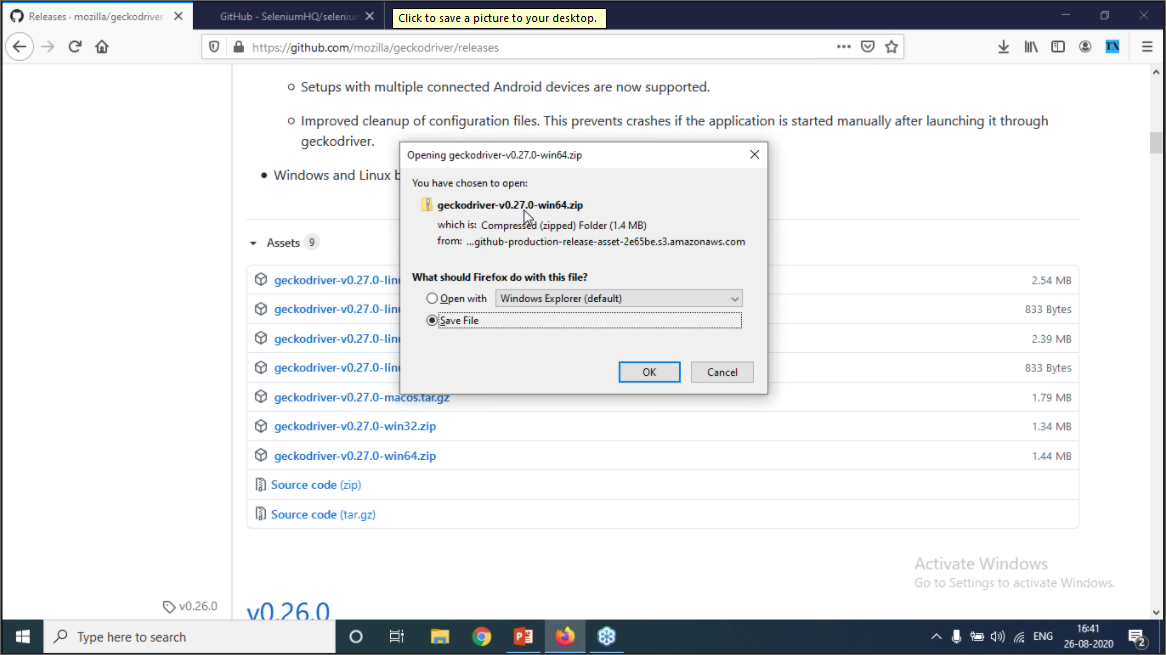 Releases - mozilla/geckodriver
GitHub - SeleniumHQ/seleniun
Click to save a picture to your desktop.
https://github.com/mozilla/geckodriver/releases
Setups with multiple connected Android devices are now supported.
Improved cleanup of configuration files. This prevents crashes if the application is started manually after launching it through
geckodriver.
Windows and Linux b
Opening geckodriver-v0.27.0-win64.zip
You have chosen to open:
geckodriver-v0.27.0-win64.zip
which is: Compressed (zipped) Folder (1.4 MB)
from: ...github-production-release-asset-2e65be.s3.amazonaws.com
What should Firefox do with this file?
Open with Windows Explorer (default)
Save File
OK Cancel
Assets 9
geckodriver-v0.27.0-linu 2.54 MB
geckodriver-v0.27.0-linu 833 Bytes
geckodriver-v0.27.0-linu 2.39 MB
geckodriver-v0.27.0-linu 833 Bytes
geckodriver-v0.27.0-macos.tar.gz 1.79 MB
geckodriver-v0.27.0-win32.zip 1.34 MB
geckodriver-v0.27.0-win64.zip 1.44 MB
Source code (zip)
Source code (tar.gz)
Activate Windows
Go to Settings to activate Windows.
v0.26.0
v0.26.0
Type here to search
ENG
16:41
26-08-2020
2